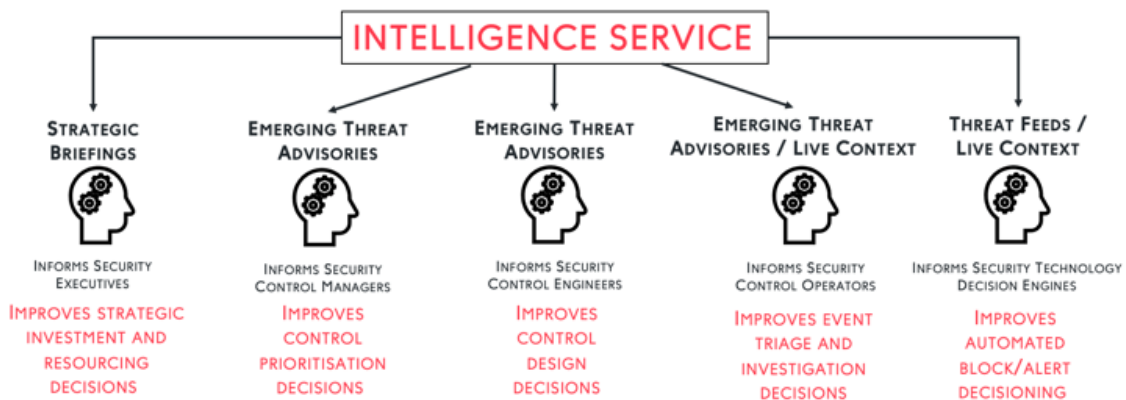 INTELLIGENCE SERVICE
STRATEGIC
BRIEFINGS
INFORMS SECURITY
EXECUTIVES
IMPROVES STRATEGIC
INVESTMENT AND
RESOURCING
DECISIONS
EMERGING THREAT
ADVISORIES
INFORMS SECURITY
CONTROL MANAGERS
IMPROVES
CONTROL
PRIORITISATION
DECISIONS
EMERGING THREAT
ADVISORIES
INFORMS SECURITY
CONTROL ENGINEERS
IMPROVES
CONTROL
DESIGN
DECISIONS
EMERGING THREAT
ADVISORIES / LIVE CONTEXT
INFORMS SECURITY
CONTROL OPERATORS
IMPROVES EVENT
TRIAGE AND
INVESTIGATION
DECISIONS
THREAT FEEDS /
LIVE CONTEXT
INFORMS SECURITY TECHNOLOGY
DECISION ENGINES
IMPROVES
AUTOMATED
BLOCK/ALERT
DECISIONING